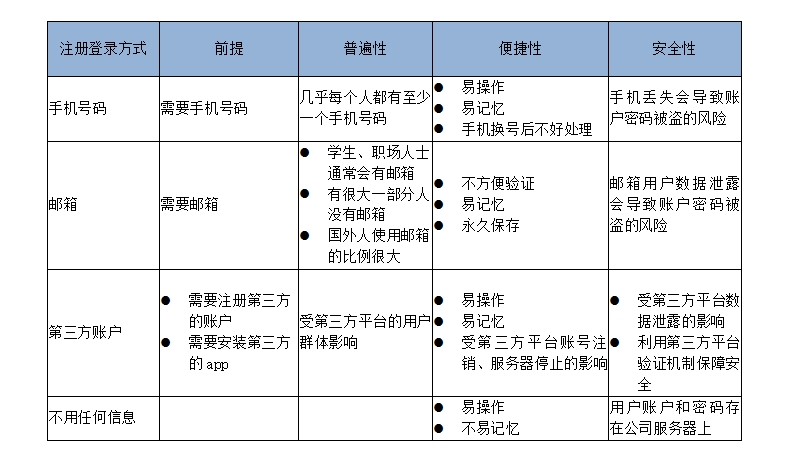 注册登录方式
前提
普遍性
便捷性
安全性
手机号码
需要手机号码
几乎每个人都有至少
一个手机号码
● 易操作
● 易记忆
● 手机换号后不好处理
手机丢失会导致账
户密码被盗的风险
邮箱
需要邮箱
● 学生、职场人士
通常会有邮箱
● 有很大一部分人
没有邮箱
● 国外人使用邮箱
的比例很大
● 不方便验证
● 易记忆
● 永久保存
邮箱用户数据泄露
会导致账户密码被
盗的风险
第三方账户
● 需要注册第三方
的账户
● 需要安装第三方
的 app
受第三方平台的用户
群体影响
● 易操作
● 易记忆
● 受第三方平台账号注
销、服务器停止的影响
● 受第三方平台数
据泄露的影响
● 利用第三方平台
验证机制保障安
全
不用任何信息
● 易操作
● 不易记忆
用户账户和密码存
在公司服务器上